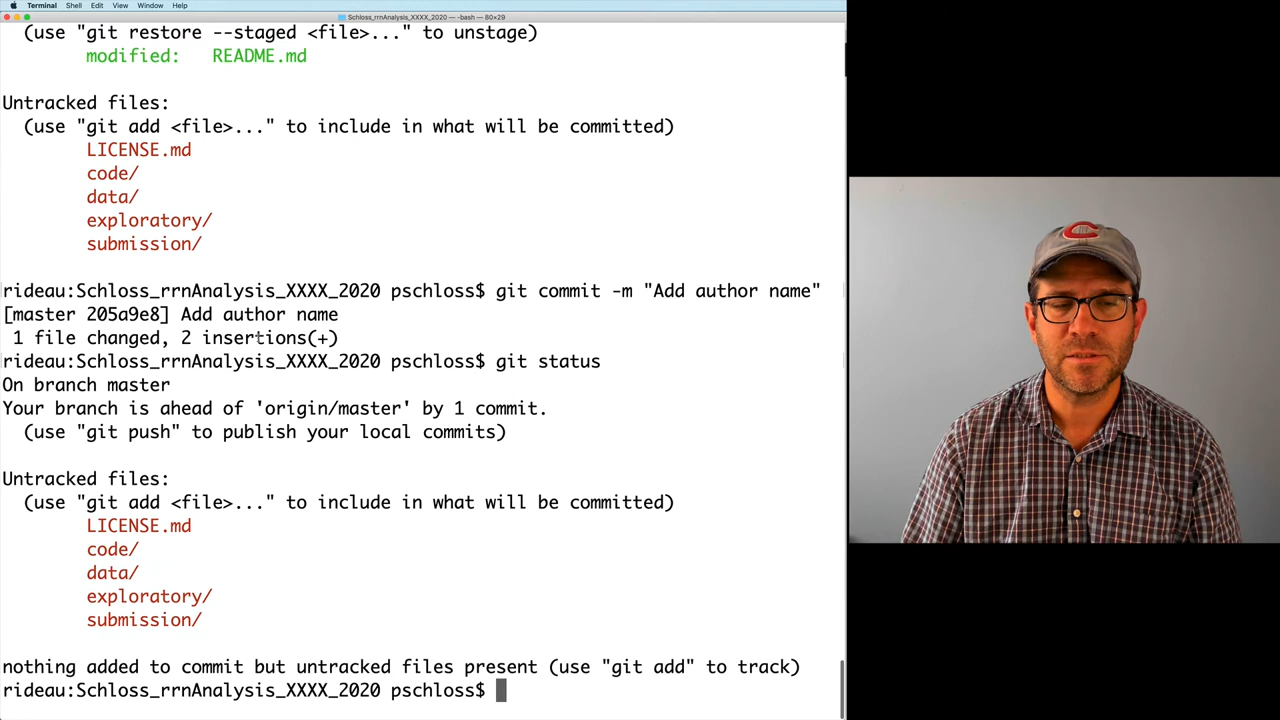 Terminal Shell Edit View Window Help
Schloss_rrnAnalysis_XXXX_2020 — -bash — 80×29
(use "git restore --staged <file>..." to unstage)
modified: README.md
Untracked files:
(use "git add <file>..." to include in what will be committed)
LICENSE.md
code/
data/
exploratory/
submission/
rideau:Schloss_rrnAnalysis_XXXX_2020 pschloss$ git commit -m "Add author name"
[master 205a9e8] Add author name
1 file changed, 2 insertions(+)
rideau:Schloss_rrnAnalysis_XXXX_2020 pschloss$ git status
On branch master
Your branch is ahead of 'origin/master' by 1 commit.
(use "git push" to publish your local commits)
Untracked files:
(use "git add <file>..." to include in what will be committed)
LICENSE.md
code/
data/
exploratory/
submission/
nothing added to commit but untracked files present (use "git add" to track)
rideau:Schloss_rrnAnalysis_XXXX_2020 pschloss$
C